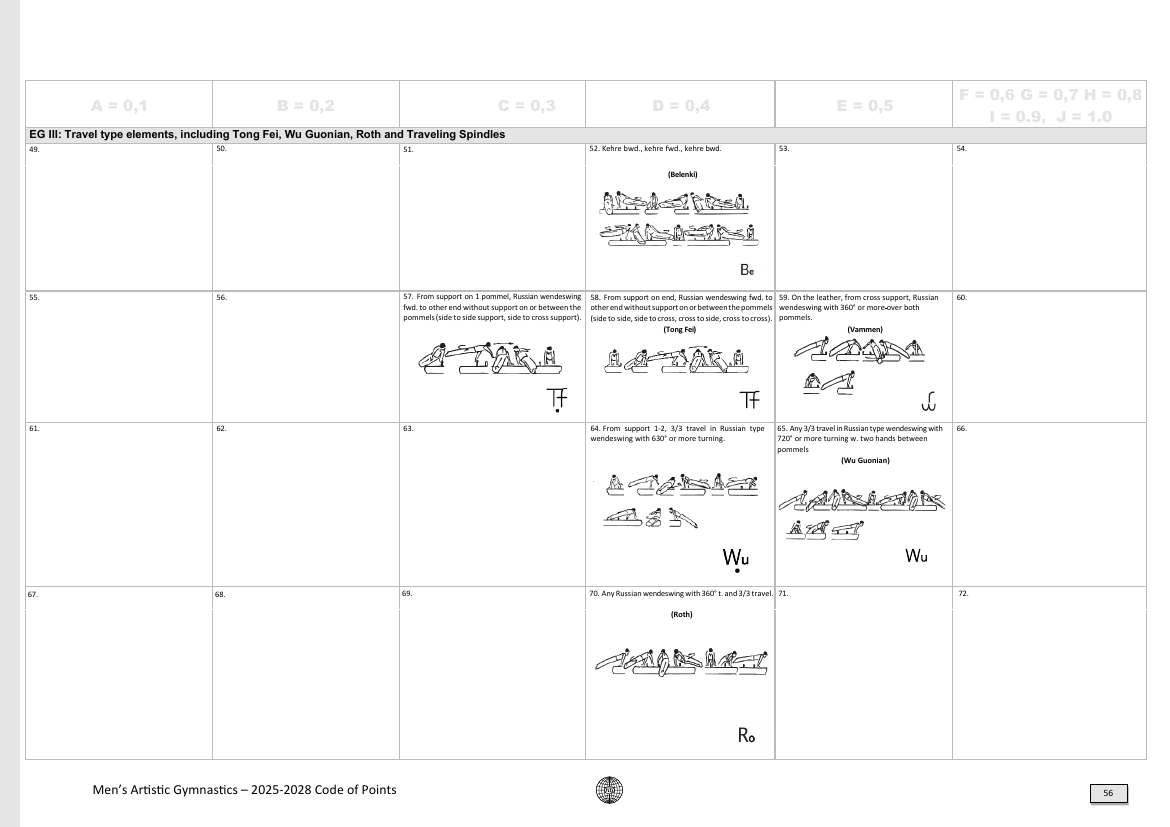 A = 0,1
B = 0,2
C = 0,3
D = 0,4
E = 0,5
F = 0,6 G = 0,7 H = 0,8
I = 0.9, J = 1.0
EG III: Travel type elements, including Tong Fei, Wu Guonian, Roth and Traveling Spindles
49.
50.
51.
52. Kehre bwd., kehre fwd., kehre bwd.
(Belenki)
Be
53.
54.
55.
56.
57. From support on 1 pommel, Russian wendeswing
fwd. to other end without support on or between the
pommels (side to side support, side to cross support).
Tf
58. From support on end, Russian wendeswing fwd. to
other end without support on or between the pommels
(side to side, side to cross, cross to side, cross to cross).
(Tong Fei)
Tf
59. On the leather, from cross support, Russian
wendeswing with 360° or more over both
pommels.
(Vammen)
60.
61.
62.
63.
64. From support 1-2, 3/3 travel in Russian type
wendeswing with 630° or more turning.
Wu
65. Any 3/3 travel in Russian type wendeswing with
720° or more turning w. two hands between
pommels
(Wu Guonian)
Wu
66.
67.
68.
69.
70. Any Russian wendeswing with 360° t. and 3/3 travel.
(Roth)
Ro
71.
72.
Men's Artistic Gymnastics – 2025-2028 Code of Points
56